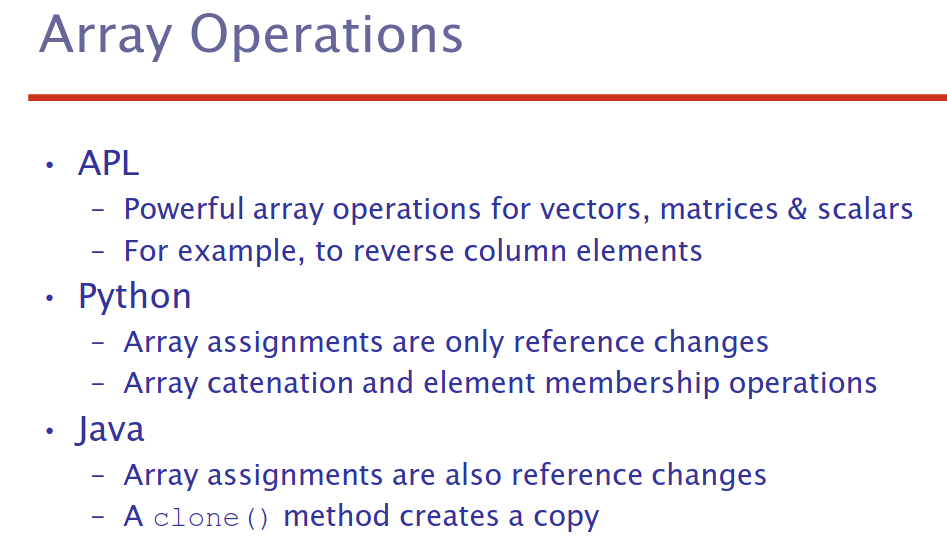 Array Operations
• APL
– Powerful array operations for vectors, matrices & scalars
– For example, to reverse column elements
• Python
– Array assignments are only reference changes
– Array catenation and element membership operations
• Java
– Array assignments are also reference changes
– A clone() method creates a copy